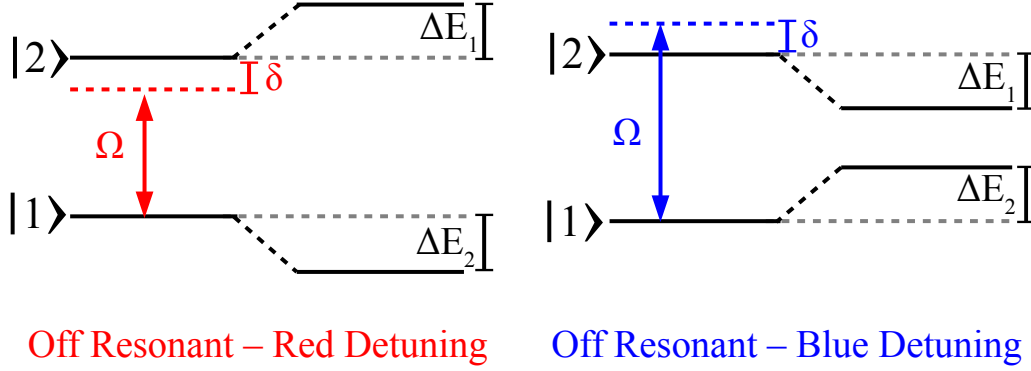 |2⟩
δ
ΔE₁
Ω
|1⟩
ΔE₂
Off Resonant – Red Detuning
|2⟩
δ
ΔE₁
Ω
|1⟩
ΔE₂
Off Resonant – Blue Detuning